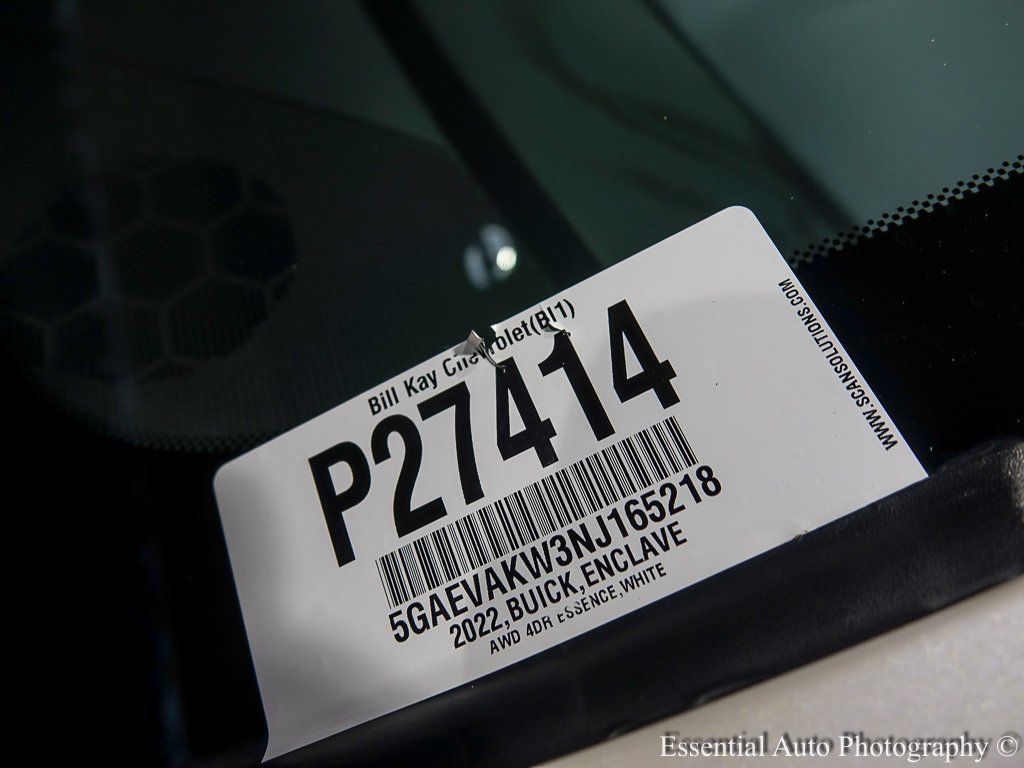 Bill Kay Chevrolet(BI1)
P27414
5GAEVAKW3NJ165218
2022,BUICK,ENCLAVE
AWD 4DR ESSENCE,WHITE
WWW.SCANSOLUTIONS.COM
Essential Auto Photography ©